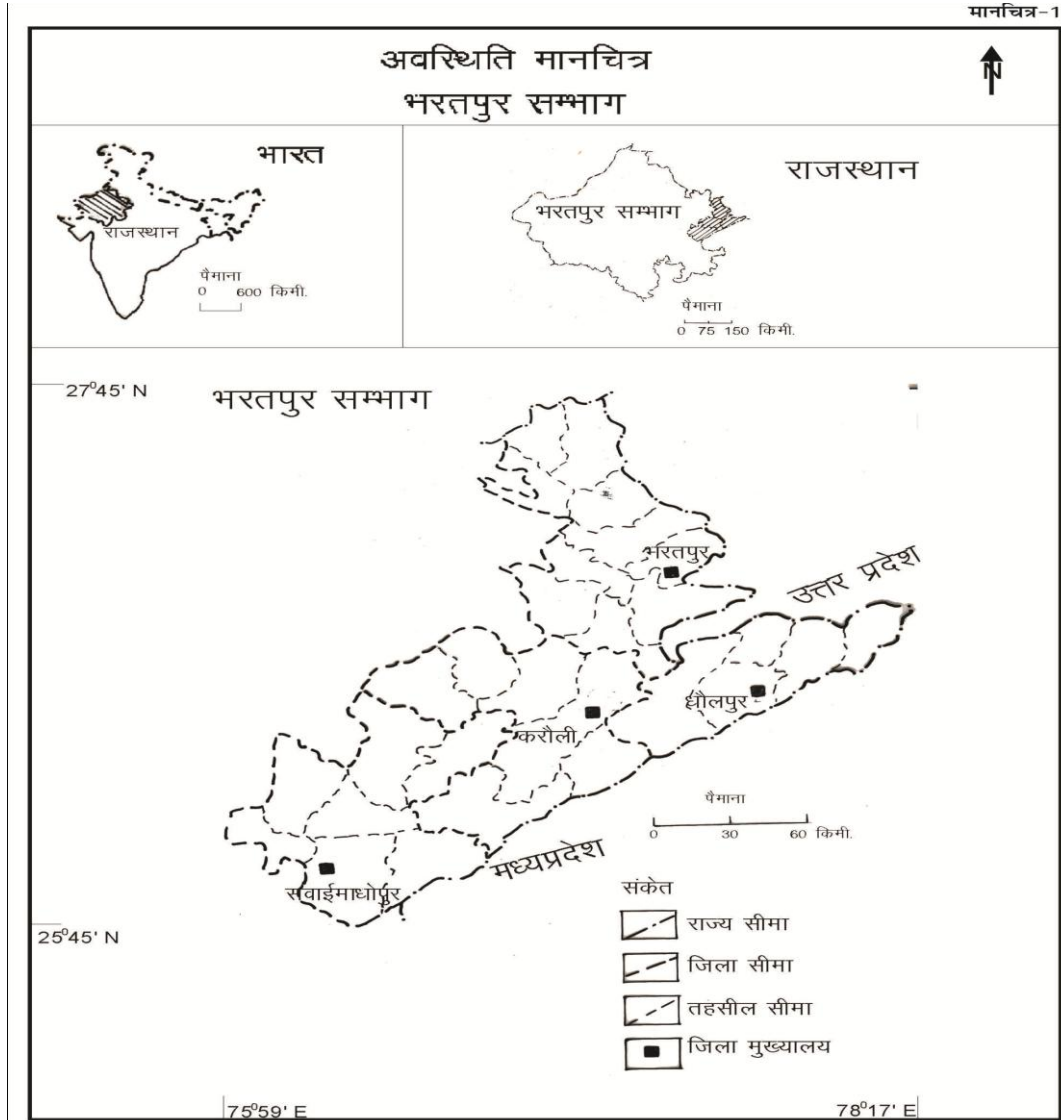 मानचित्र-1
अवस्थिति मानचित्र
भरतपुर सम्भाग
N
भारत
राजस्थान
पैमाना
0 600 किमी.
राजस्थान
भरतपुर सम्भाग
पैमाना
0 75 150 किमी.
27°45' N
भरतपुर सम्भाग
भरतपुर
उत्तर प्रदेश
धौलपुर
करौली
पैमाना
0 30 60 किमी.
मध्यप्रदेश
सवाईमाधोपुर
25°45' N
संकेत
राज्य सीमा
जिला सीमा
तहसील सीमा
जिला मुख्यालय
75°59' E
78°17' E